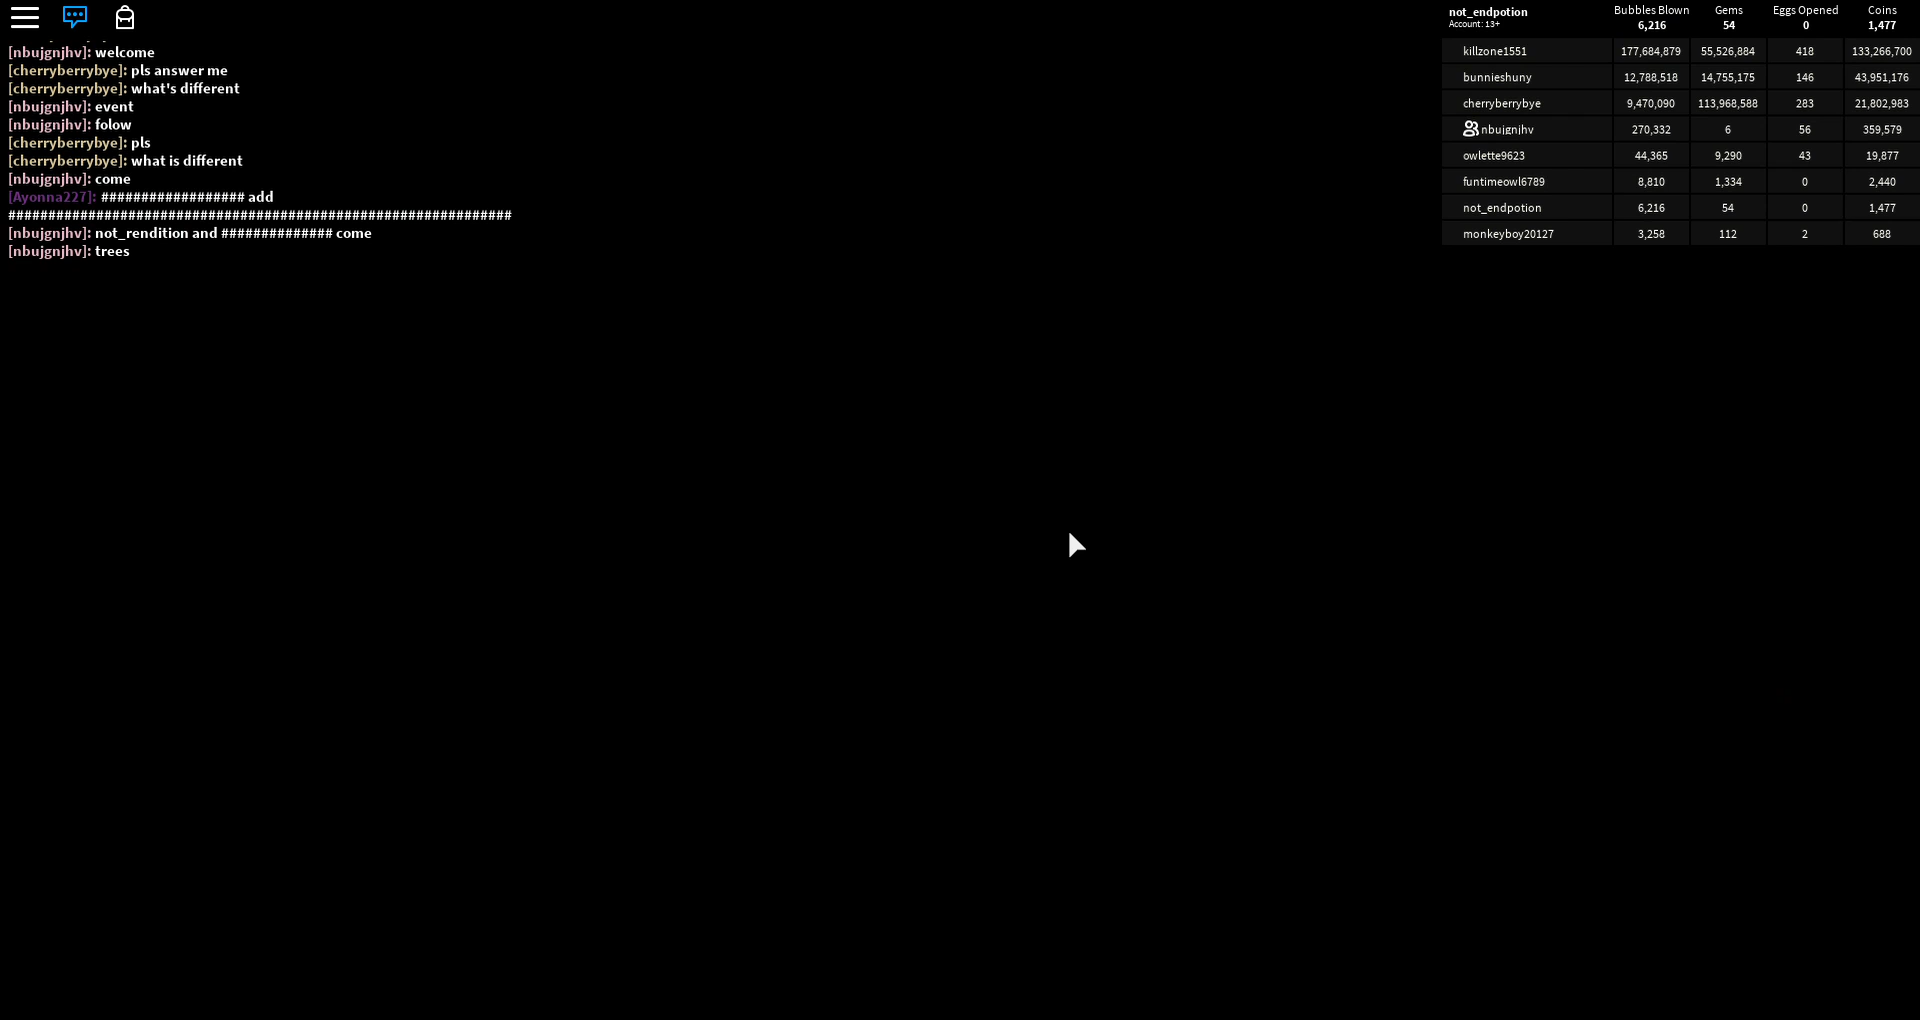 [nbujgnjhv]: welcome
[cherryberrybye]: pls answer me
[cherryberrybye]: what's different
[nbujgnjhv]: event
[nbujgnjhv]: folow
[cherryberrybye]: pls
[cherryberrybye]: what is different
[nbujgnjhv]: come
[Ayonna227]: ################## add
###############################################################
[nbujgnjhv]: not_rendition and ############## come
[nbujgnjhv]: trees
not_endpotion Bubbles Blown Gems Eggs Opened Coins
Account: 13+ 6,216 54 0 1,477
killzone1551 177,684,879 55,526,884 418 133,266,700
bunnieshuny 12,788,518 14,755,175 146 43,951,176
cherryberrybye 9,470,090 113,968,588 283 21,802,983
nbujgnjhv 270,332 6 56 359,579
owlette9623 44,365 9,290 43 19,877
funtimeowl6789 8,810 1,334 0 2,440
not_endpotion 6,216 54 0 1,477
monkeyboy20127 3,258 112 2 688